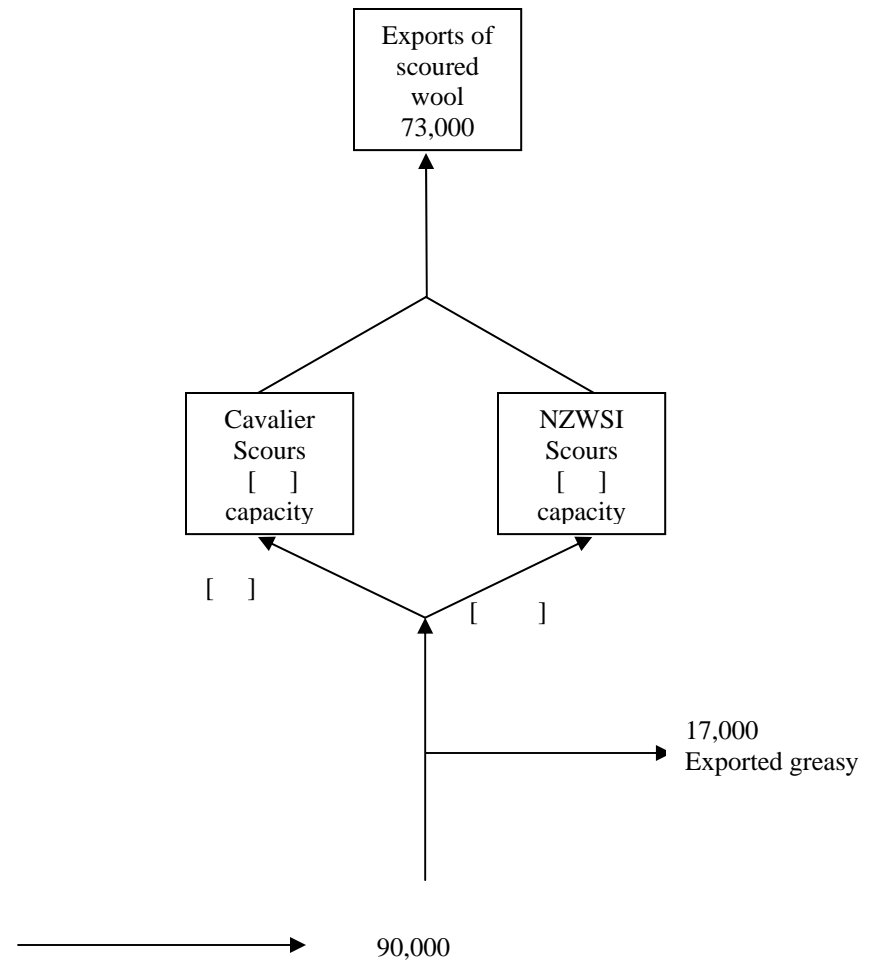 Exports of
scoured
wool
73,000
Cavalier
Scours
[ ]
capacity
NZWSI
Scours
[ ]
capacity
[ ]
[ ]
17,000
Exported greasy
90,000